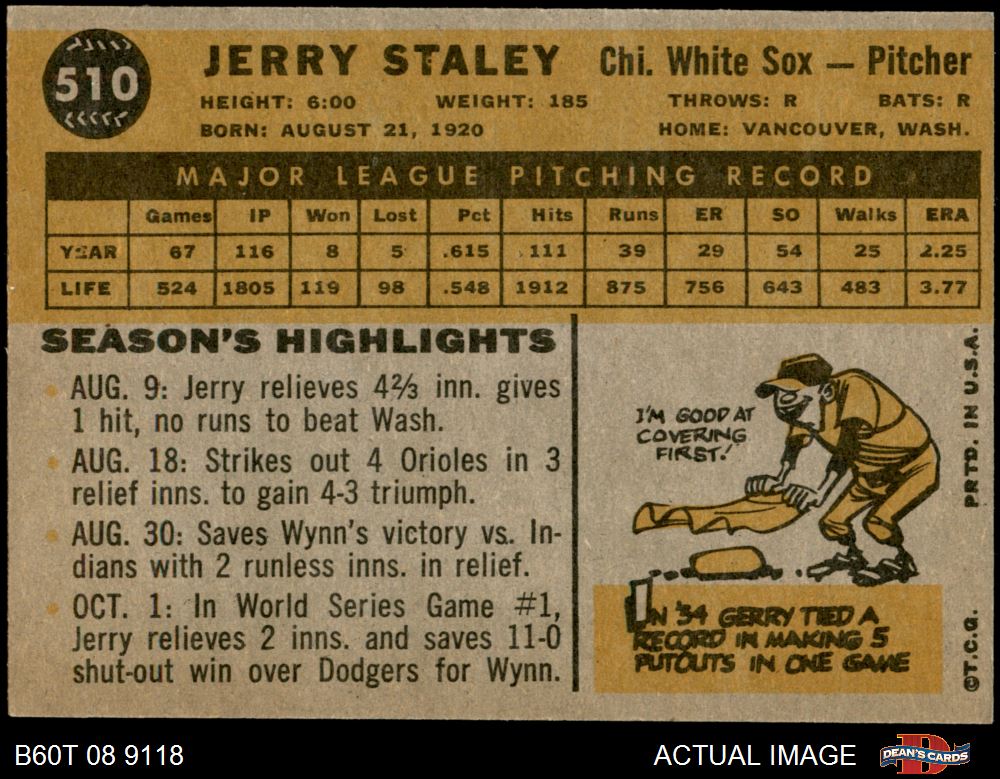 510
JERRY STALEY Chi. White Sox — Pitcher
HEIGHT: 6:00 WEIGHT: 185 THROWS: R BATS: R
BORN: AUGUST 21, 1920 HOME: VANCOUVER, WASH.
MAJOR LEAGUE PITCHING RECORD
Games IP Won Lost Pct Hits Runs ER SO Walks ERA
YEAR 67 116 8 5 .615 111 39 29 54 25 2.25
LIFE 524 1805 119 98 .548 1912 875 756 643 483 3.77
SEASON'S HIGHLIGHTS
AUG. 9: Jerry relieves 4⅔ inn. gives
1 hit, no runs to beat Wash.
AUG. 18: Strikes out 4 Orioles in 3
relief inns. to gain 4-3 triumph.
AUG. 30: Saves Wynn's victory vs. In-
dians with 2 runless inns. in relief.
OCT. 1: In World Series Game #1,
Jerry relieves 2 inns. and saves 11-0
shut-out win over Dodgers for Wynn.
I'M GOOD AT
COVERING
FIRST!
IN '54 GERRY TIED A
RECORD IN MAKING 5
PUTOUTS IN ONE GAME
©T.C.G. PRTD. IN U.S.A.
B60T 08 9118 ACTUAL IMAGE DEAN'S CARDS